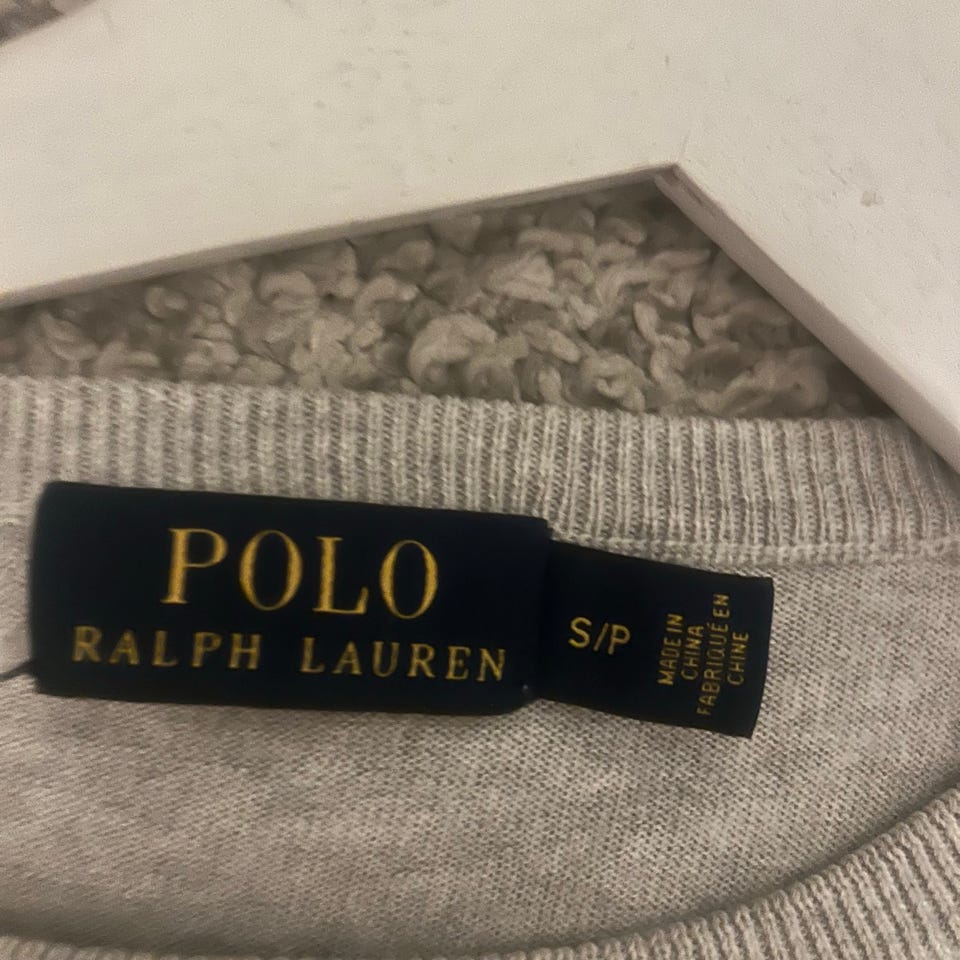 POLO
RALPH LAUREN
S/P
MADE IN
CHINA
FABRIQUÉ EN
CHINE